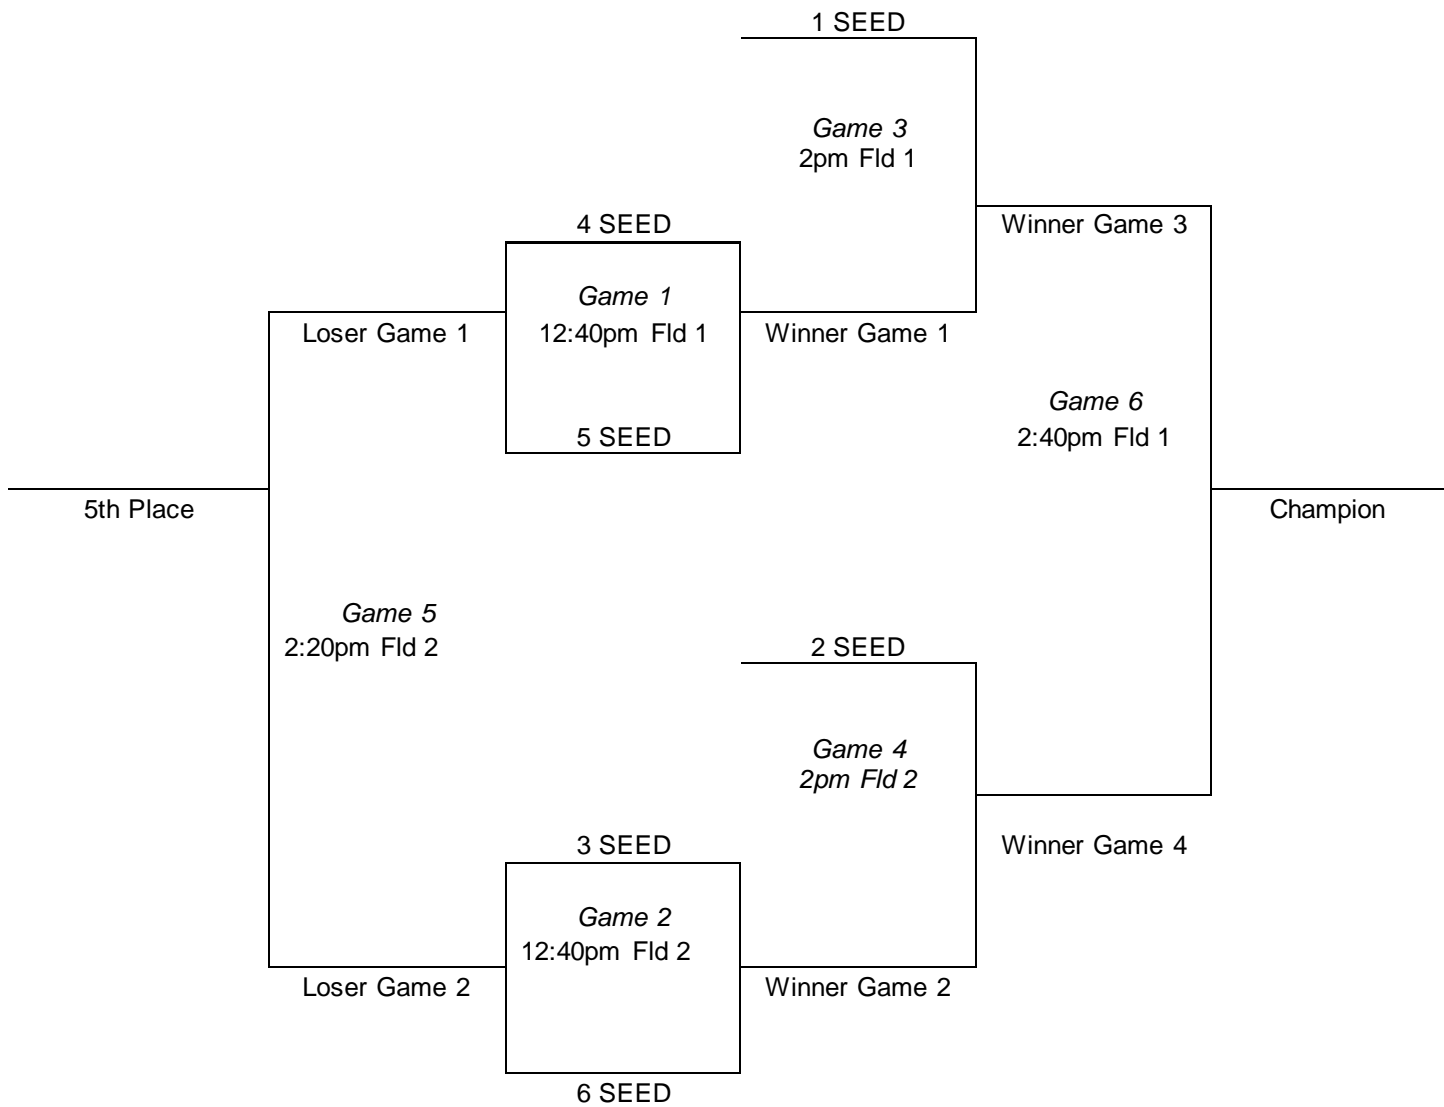 1 SEED
Game 3
2pm Fld 1
4 SEED
Winner Game 3
Game 1
12:40pm Fld 1
Loser Game 1
Winner Game 1
Game 6
2:40pm Fld 1
5 SEED
5th Place
Champion
Game 5
2:20pm Fld 2
2 SEED
Game 4
2pm Fld 2
3 SEED
Winner Game 4
Game 2
12:40pm Fld 2
Loser Game 2
Winner Game 2
6 SEED